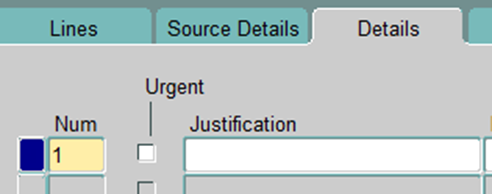 Lines Source Details Details
Urgent
Num Justification
1